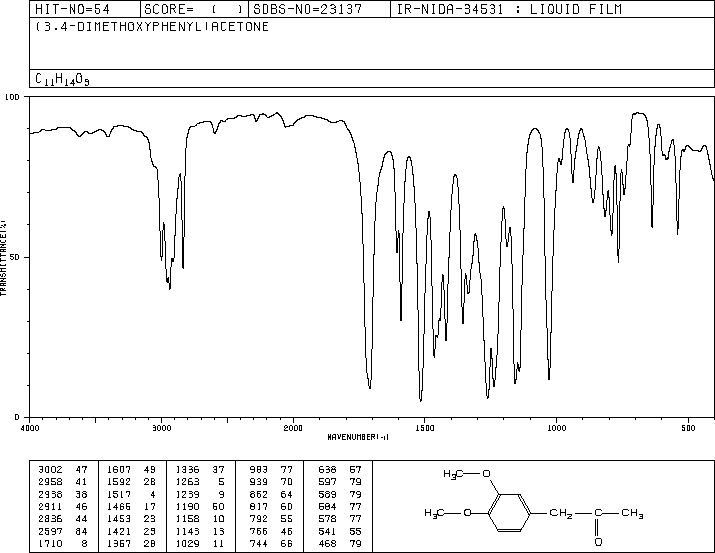 HIT-NO=54 SCORE= ( ) SDBS-NO=23137 IR-NIDA-34531 : LIQUID FILM
(3.4-DIMETHOXYPHENYL)ACETONE
C11H14O3
100
50
0
TRANSMITTANCE(%)
4000 3000 2000 1500 1000 500
WAVENUMBER(-1)
3002 47 1607 49 1336 37 983 77 638 57
2958 41 1592 28 1263 5 939 70 597 79
2938 38 1517 4 1239 9 862 64 589 79
2911 46 1466 17 1190 50 817 60 584 77
2836 44 1453 23 1158 10 792 55 578 77
2597 84 1421 23 1143 13 766 46 541 55
1710 8 1357 28 1029 11 744 66 468 79
H3C O
H3C O CH2 C CH3
O